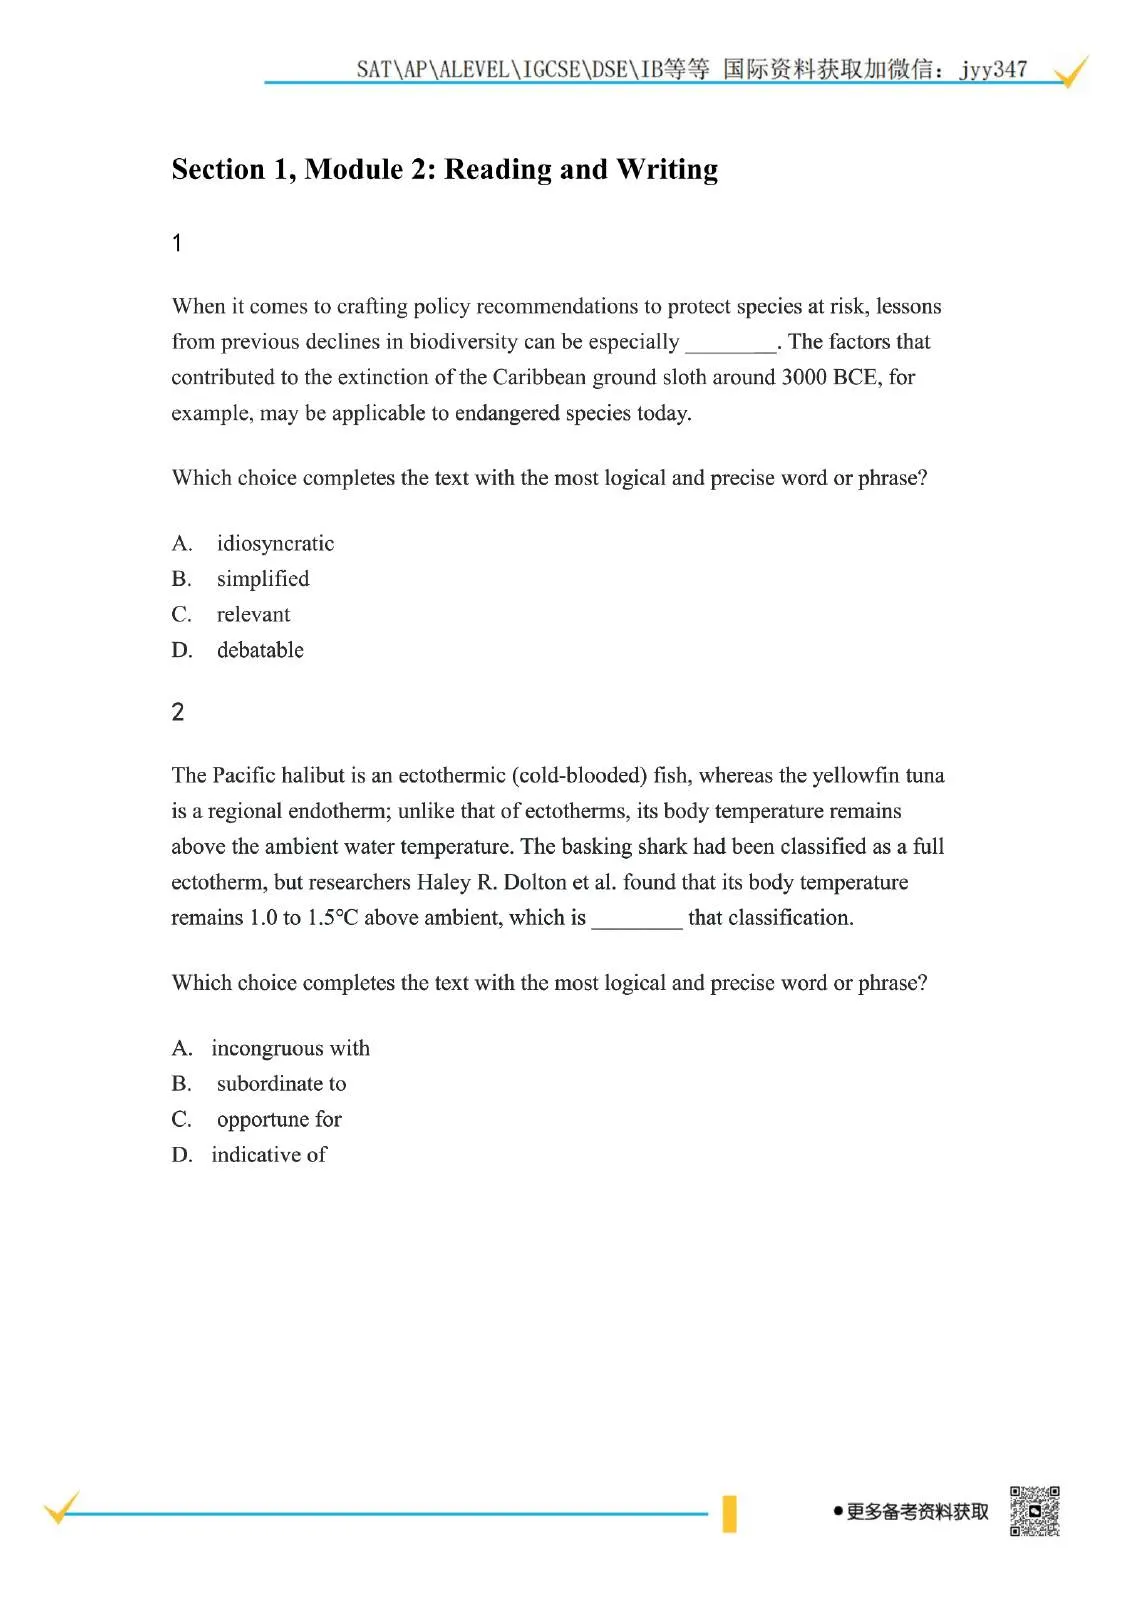 SAT\AP\ALEVEL\IGCSE\DSE\IB等等 国际资料获取加微信：jyy347
Section 1, Module 2: Reading and Writing
1
When it comes to crafting policy recommendations to protect species at risk, lessons
from previous declines in biodiversity can be especially ________. The factors that
contributed to the extinction of the Caribbean ground sloth around 3000 BCE, for
example, may be applicable to endangered species today.
Which choice completes the text with the most logical and precise word or phrase?
A. idiosyncratic
B. simplified
C. relevant
D. debatable
2
The Pacific halibut is an ectothermic (cold-blooded) fish, whereas the yellowfin tuna
is a regional endotherm; unlike that of ectotherms, its body temperature remains
above the ambient water temperature. The basking shark had been classified as a full
ectotherm, but researchers Haley R. Dolton et al. found that its body temperature
remains 1.0 to 1.5℃ above ambient, which is ________ that classification.
Which choice completes the text with the most logical and precise word or phrase?
A. incongruous with
B. subordinate to
C. opportune for
D. indicative of
●更多备考资料获取